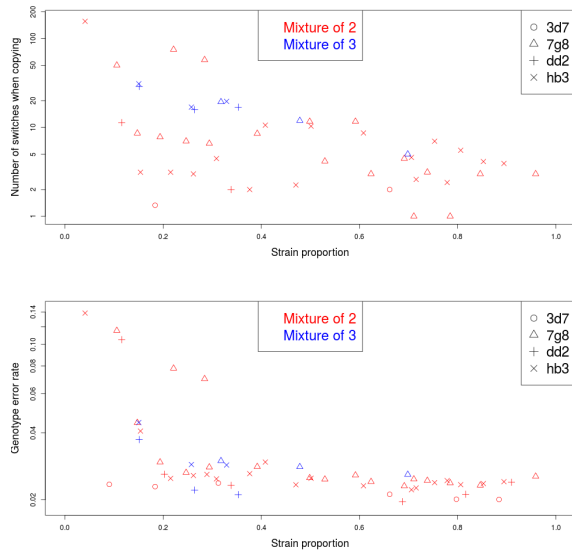 200
100
50
20
10
5
2
1
Number of switches when copying
Mixture of 2
Mixture of 3
3d7
7g8
dd2
hb3
0.0 0.2 0.4 0.6 0.8 1.0
Strain proportion
0.14
0.10
0.08
0.04
0.02
Genotype error rate
Mixture of 2
Mixture of 3
3d7
7g8
dd2
hb3
0.0 0.2 0.4 0.6 0.8 1.0
Strain proportion